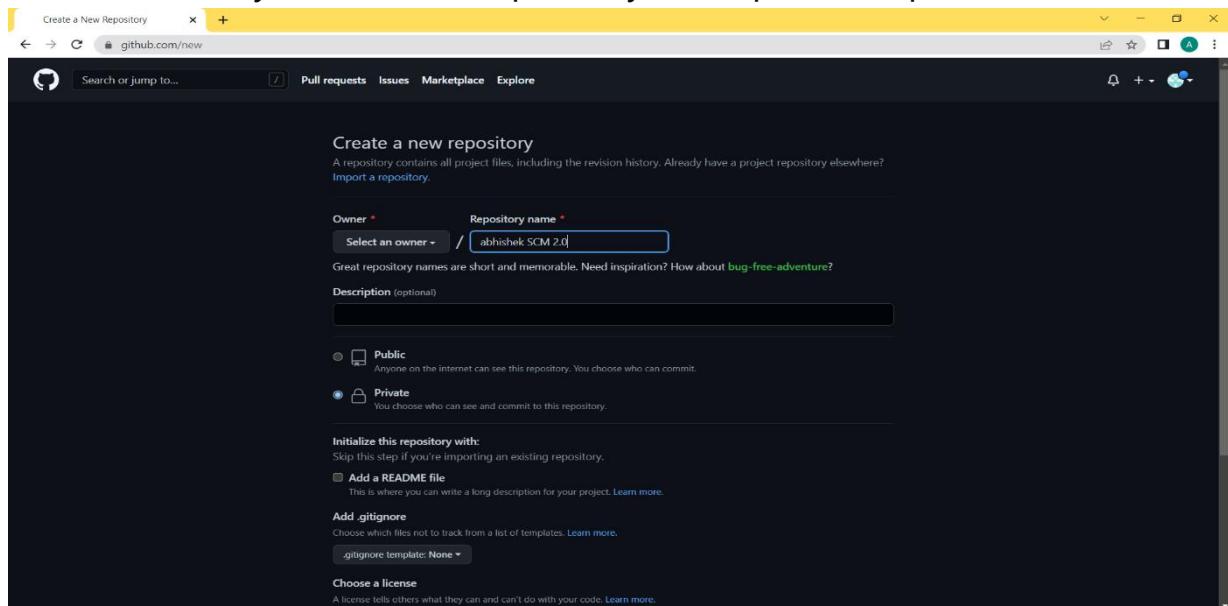 Create a New Repository
github.com/new
A
Search or jump to... / Pull requests Issues Marketplace Explore
Create a new repository
A repository contains all project files, including the revision history. Already have a project repository elsewhere?
Import a repository.
Owner * Repository name *
Select an owner / abhishek SCM 2.0
Great repository names are short and memorable. Need inspiration? How about bug-free-adventure?
Description (optional)
Public
Anyone on the internet can see this repository. You choose who can commit.
Private
You choose who can see and commit to this repository.
Initialize this repository with:
Skip this step if you're importing an existing repository.
Add a README file
This is where you can write a long description for your project. Learn more.
Add .gitignore
Choose which files not to track from a list of templates. Learn more.
.gitignore template: None
Choose a license
A license tells others what they can and can't do with your code. Learn more.